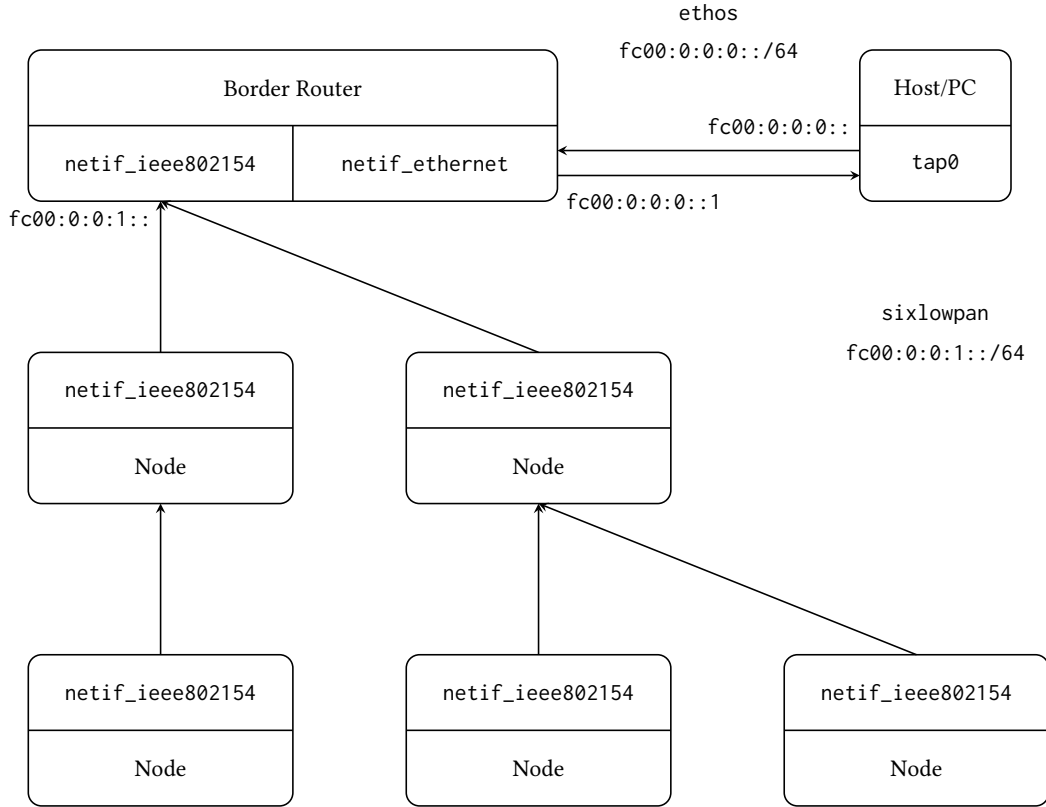 ethos
fc00:0:0:0::/64
Border Router
Host/PC
fc00:0:0:0::
netif_ieee802154
netif_ethernet
tap0
fc00:0:0:0::1
fc00:0:0:1::
sixlowpan
fc00:0:0:1::/64
netif_ieee802154
netif_ieee802154
Node
Node
netif_ieee802154
netif_ieee802154
netif_ieee802154
Node
Node
Node